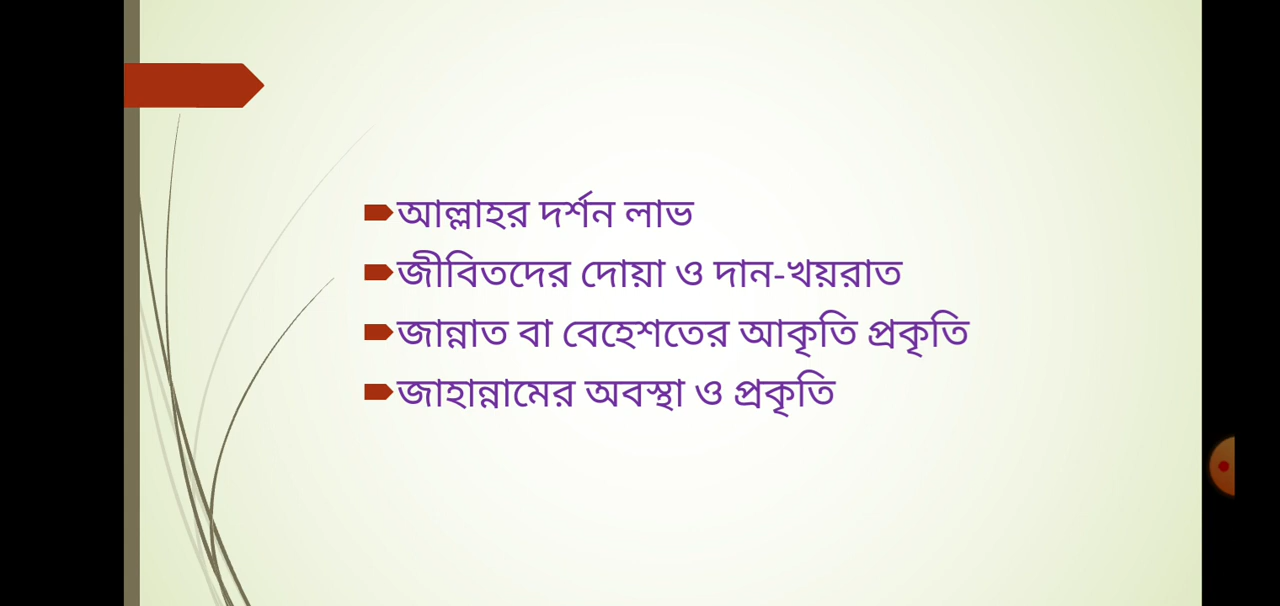 আল্লাহর দর্শন লাভ
জীবিতদের দোয়া ও দান-খয়রাত
জান্নাত বা বেহেশতের আকৃতি প্রকৃতি
জাহান্নামের অবস্থা ও প্রকৃতি